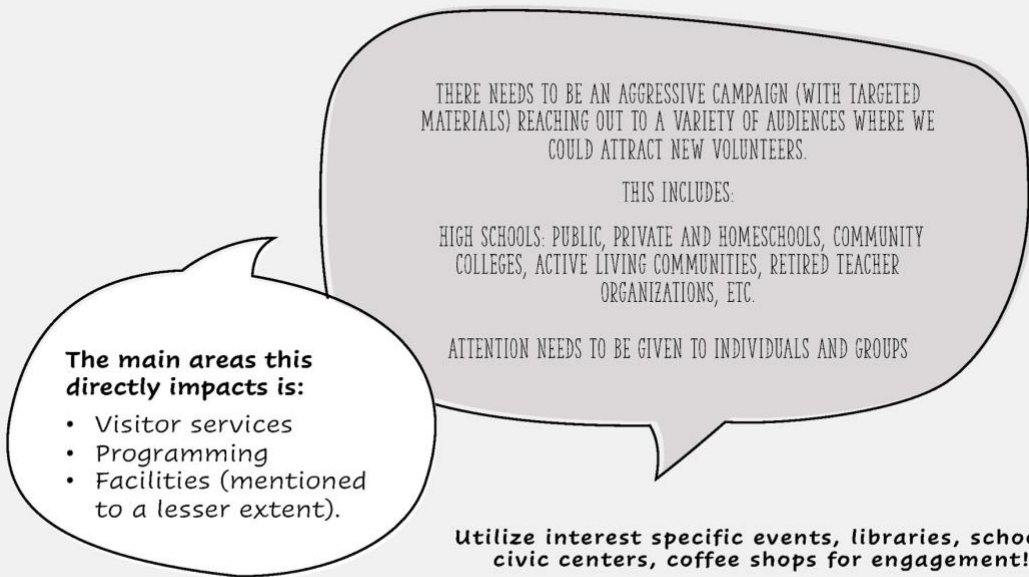 THERE NEEDS TO BE AN AGGRESSIVE CAMPAIGN (WITH TARGETED
MATERIALS) REACHING OUT TO A VARIETY OF AUDIENCES WHERE WE
COULD ATTRACT NEW VOLUNTEERS.
THIS INCLUDES:
HIGH SCHOOLS: PUBLIC, PRIVATE AND HOMESCHOOLS, COMMUNITY
COLLEGES, ACTIVE LIVING COMMUNITIES, RETIRED TEACHER
ORGANIZATIONS, ETC.
ATTENTION NEEDS TO BE GIVEN TO INDIVIDUALS AND GROUPS
The main areas this
directly impacts is:
• Visitor services
• Programming
• Facilities (mentioned
to a lesser extent).
Utilize interest specific events, libraries,
civic centers, coffee shops for engagement!